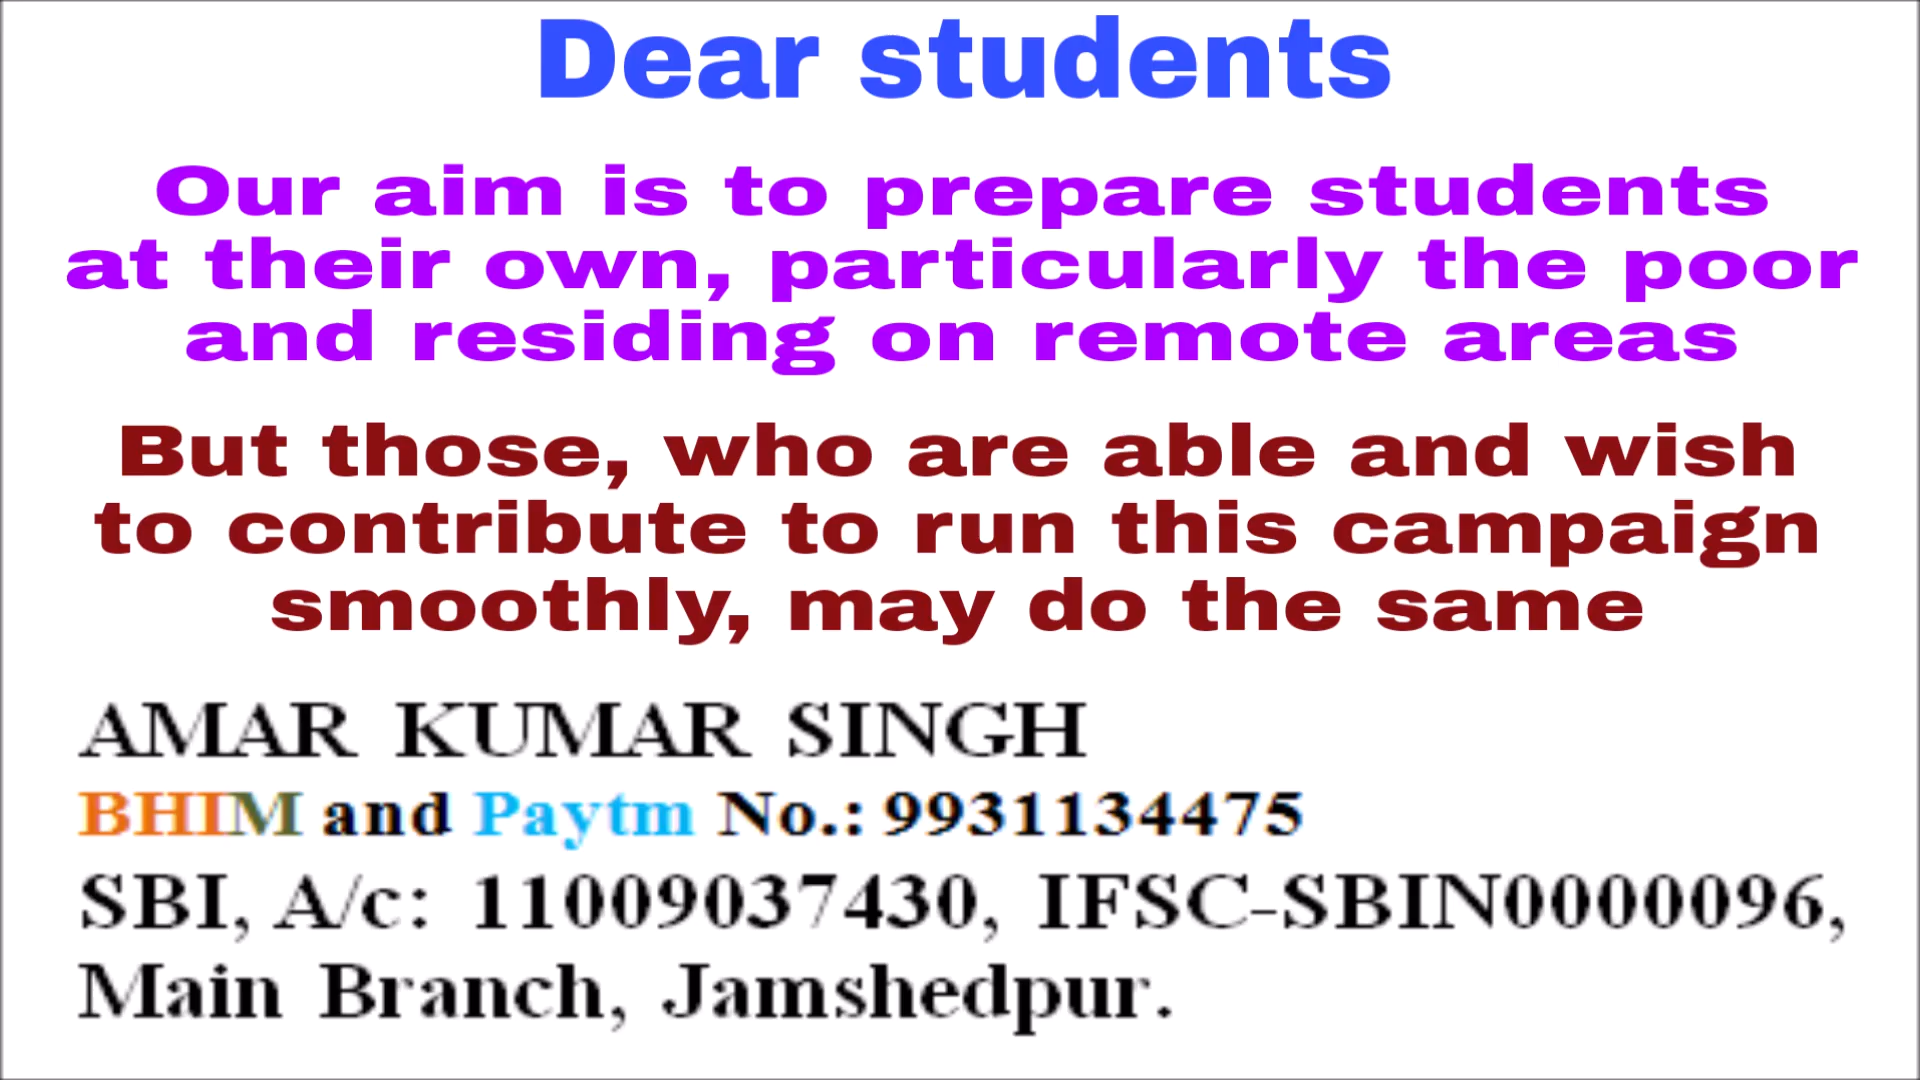 Dear students
Our aim is to prepare students
at their own, particularly the poor
and residing on remote areas
But those, who are able and wish
to contribute to run this campaign
smoothly, may do the same
AMAR KUMAR SINGH
BHIM and Paytm No.: 9931134475
SBI, A/c: 11009037430, IFSC-SBIN0000096,
Main Branch, Jamshedpur.